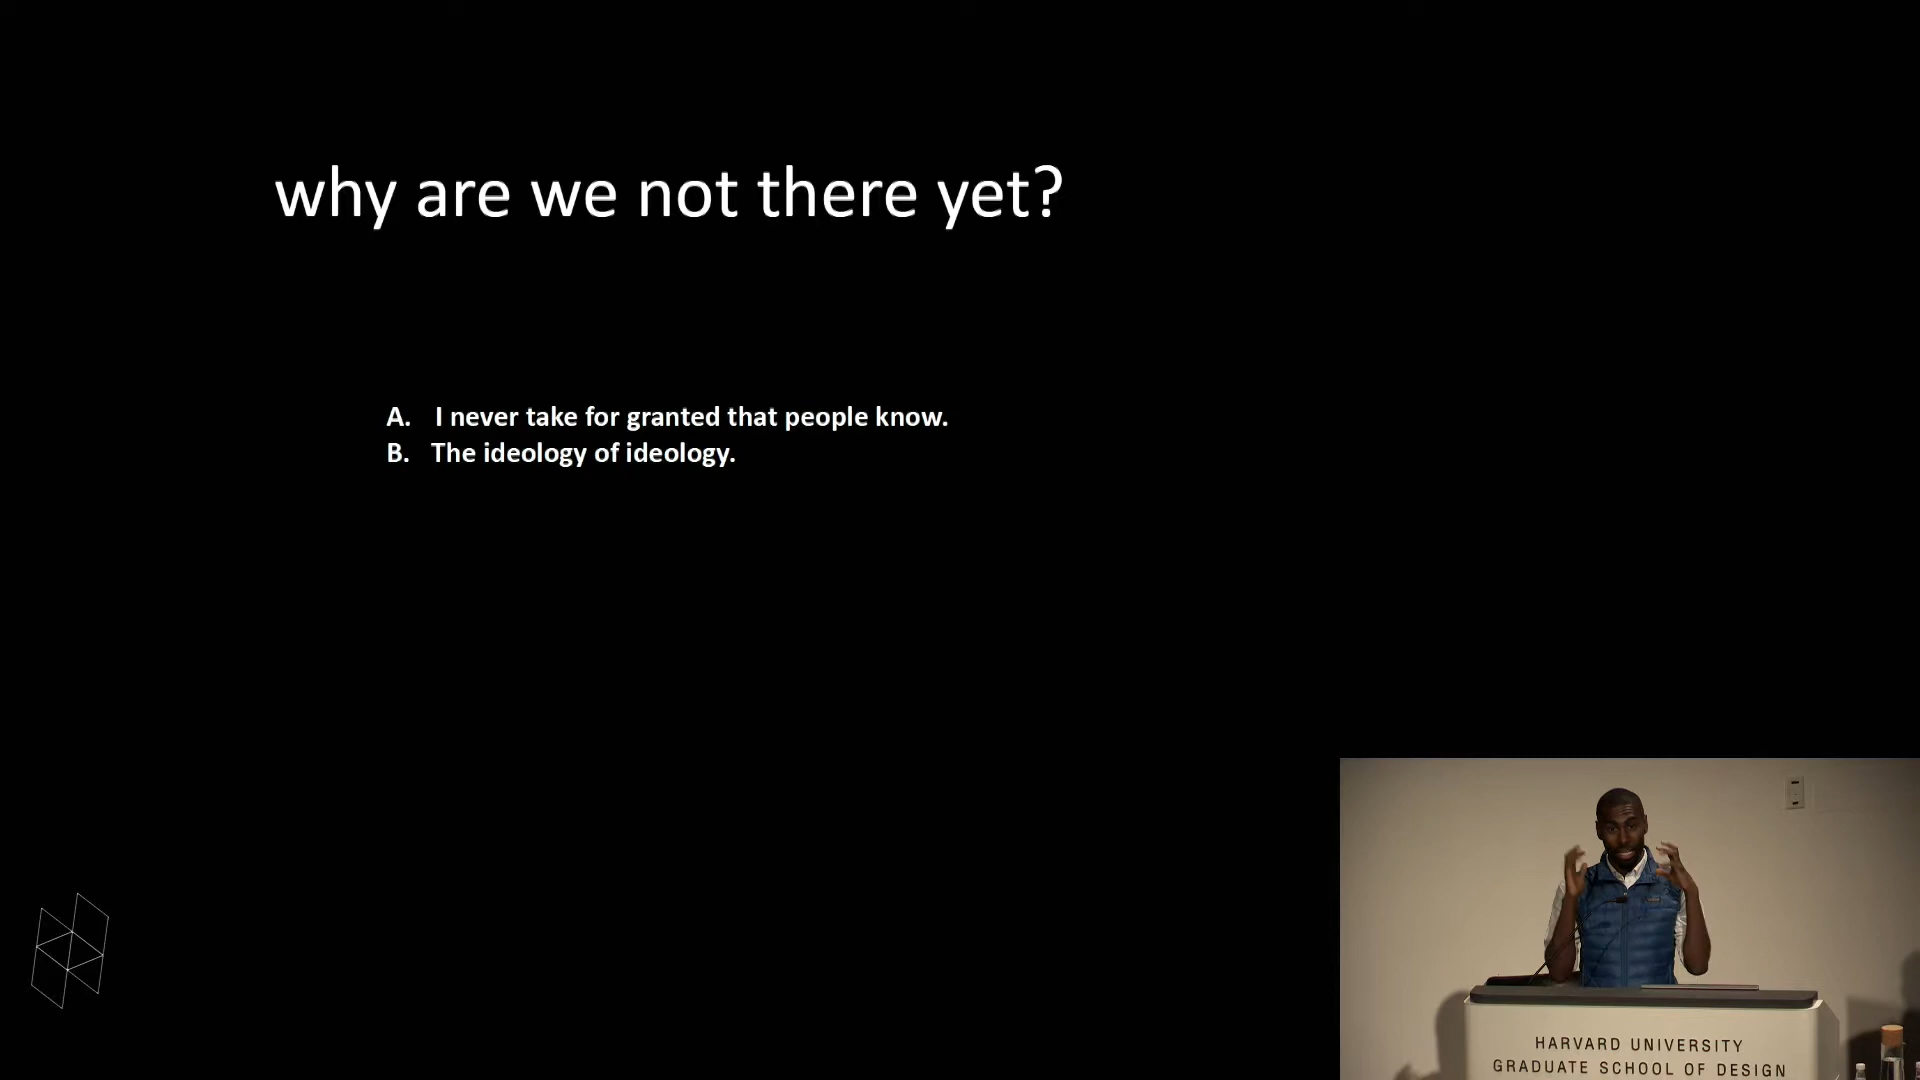 why are we not there yet?
A. I never take for granted that people know.
B. The ideology of ideology.
HARVARD UNIVERSITY
GRADUATE SCHOOL OF DESIGN